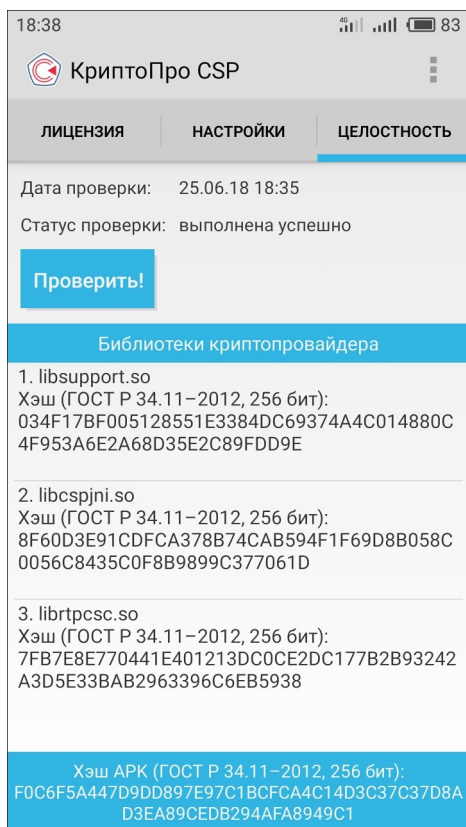 18:38
4G 83
КриптоПро CSP
ЛИЦЕНЗИЯ НАСТРОЙКИ ЦЕЛОСТНОСТЬ
Дата проверки: 25.06.18 18:35
Статус проверки: выполнена успешно
Проверить!
Библиотеки криптопровайдера
1. libsupport.so
Хэш (ГОСТ Р 34.11–2012, 256 бит):
034F17BF005128551E3384DC69374A4C014880C
4F953A6E2A68D35E2C89FDD9E
2. libcspjni.so
Хэш (ГОСТ Р 34.11–2012, 256 бит):
8F60D3E91CDFCA378B74CAB594F1F69D8B058C
0056C8435C0F8B9899C377061D
3. librtpcsc.so
Хэш (ГОСТ Р 34.11–2012, 256 бит):
7FB7E8E770441E401213DC0CE2DC177B2B93242
A3D5E33BAB2963396C6EB5938
Хэш APK (ГОСТ Р 34.11–2012, 256 бит):
F0C6F5A447D9DD897E97C1BCFCA4C14D3C37C37D8A
D3EA89CEDB294AFA8949C1